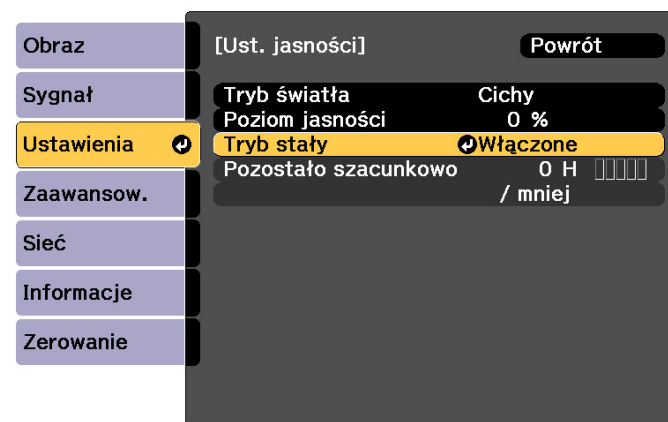 Obraz
Sygnał
Ustawienia
Zaawansow.
Sieć
Informacje
Zerowanie
[Ust. jasności] Powrót
Tryb światła Cichy
Poziom jasności 0 %
Tryb stały Włączone
Pozostało szacunkowo 0 H
/ mniej